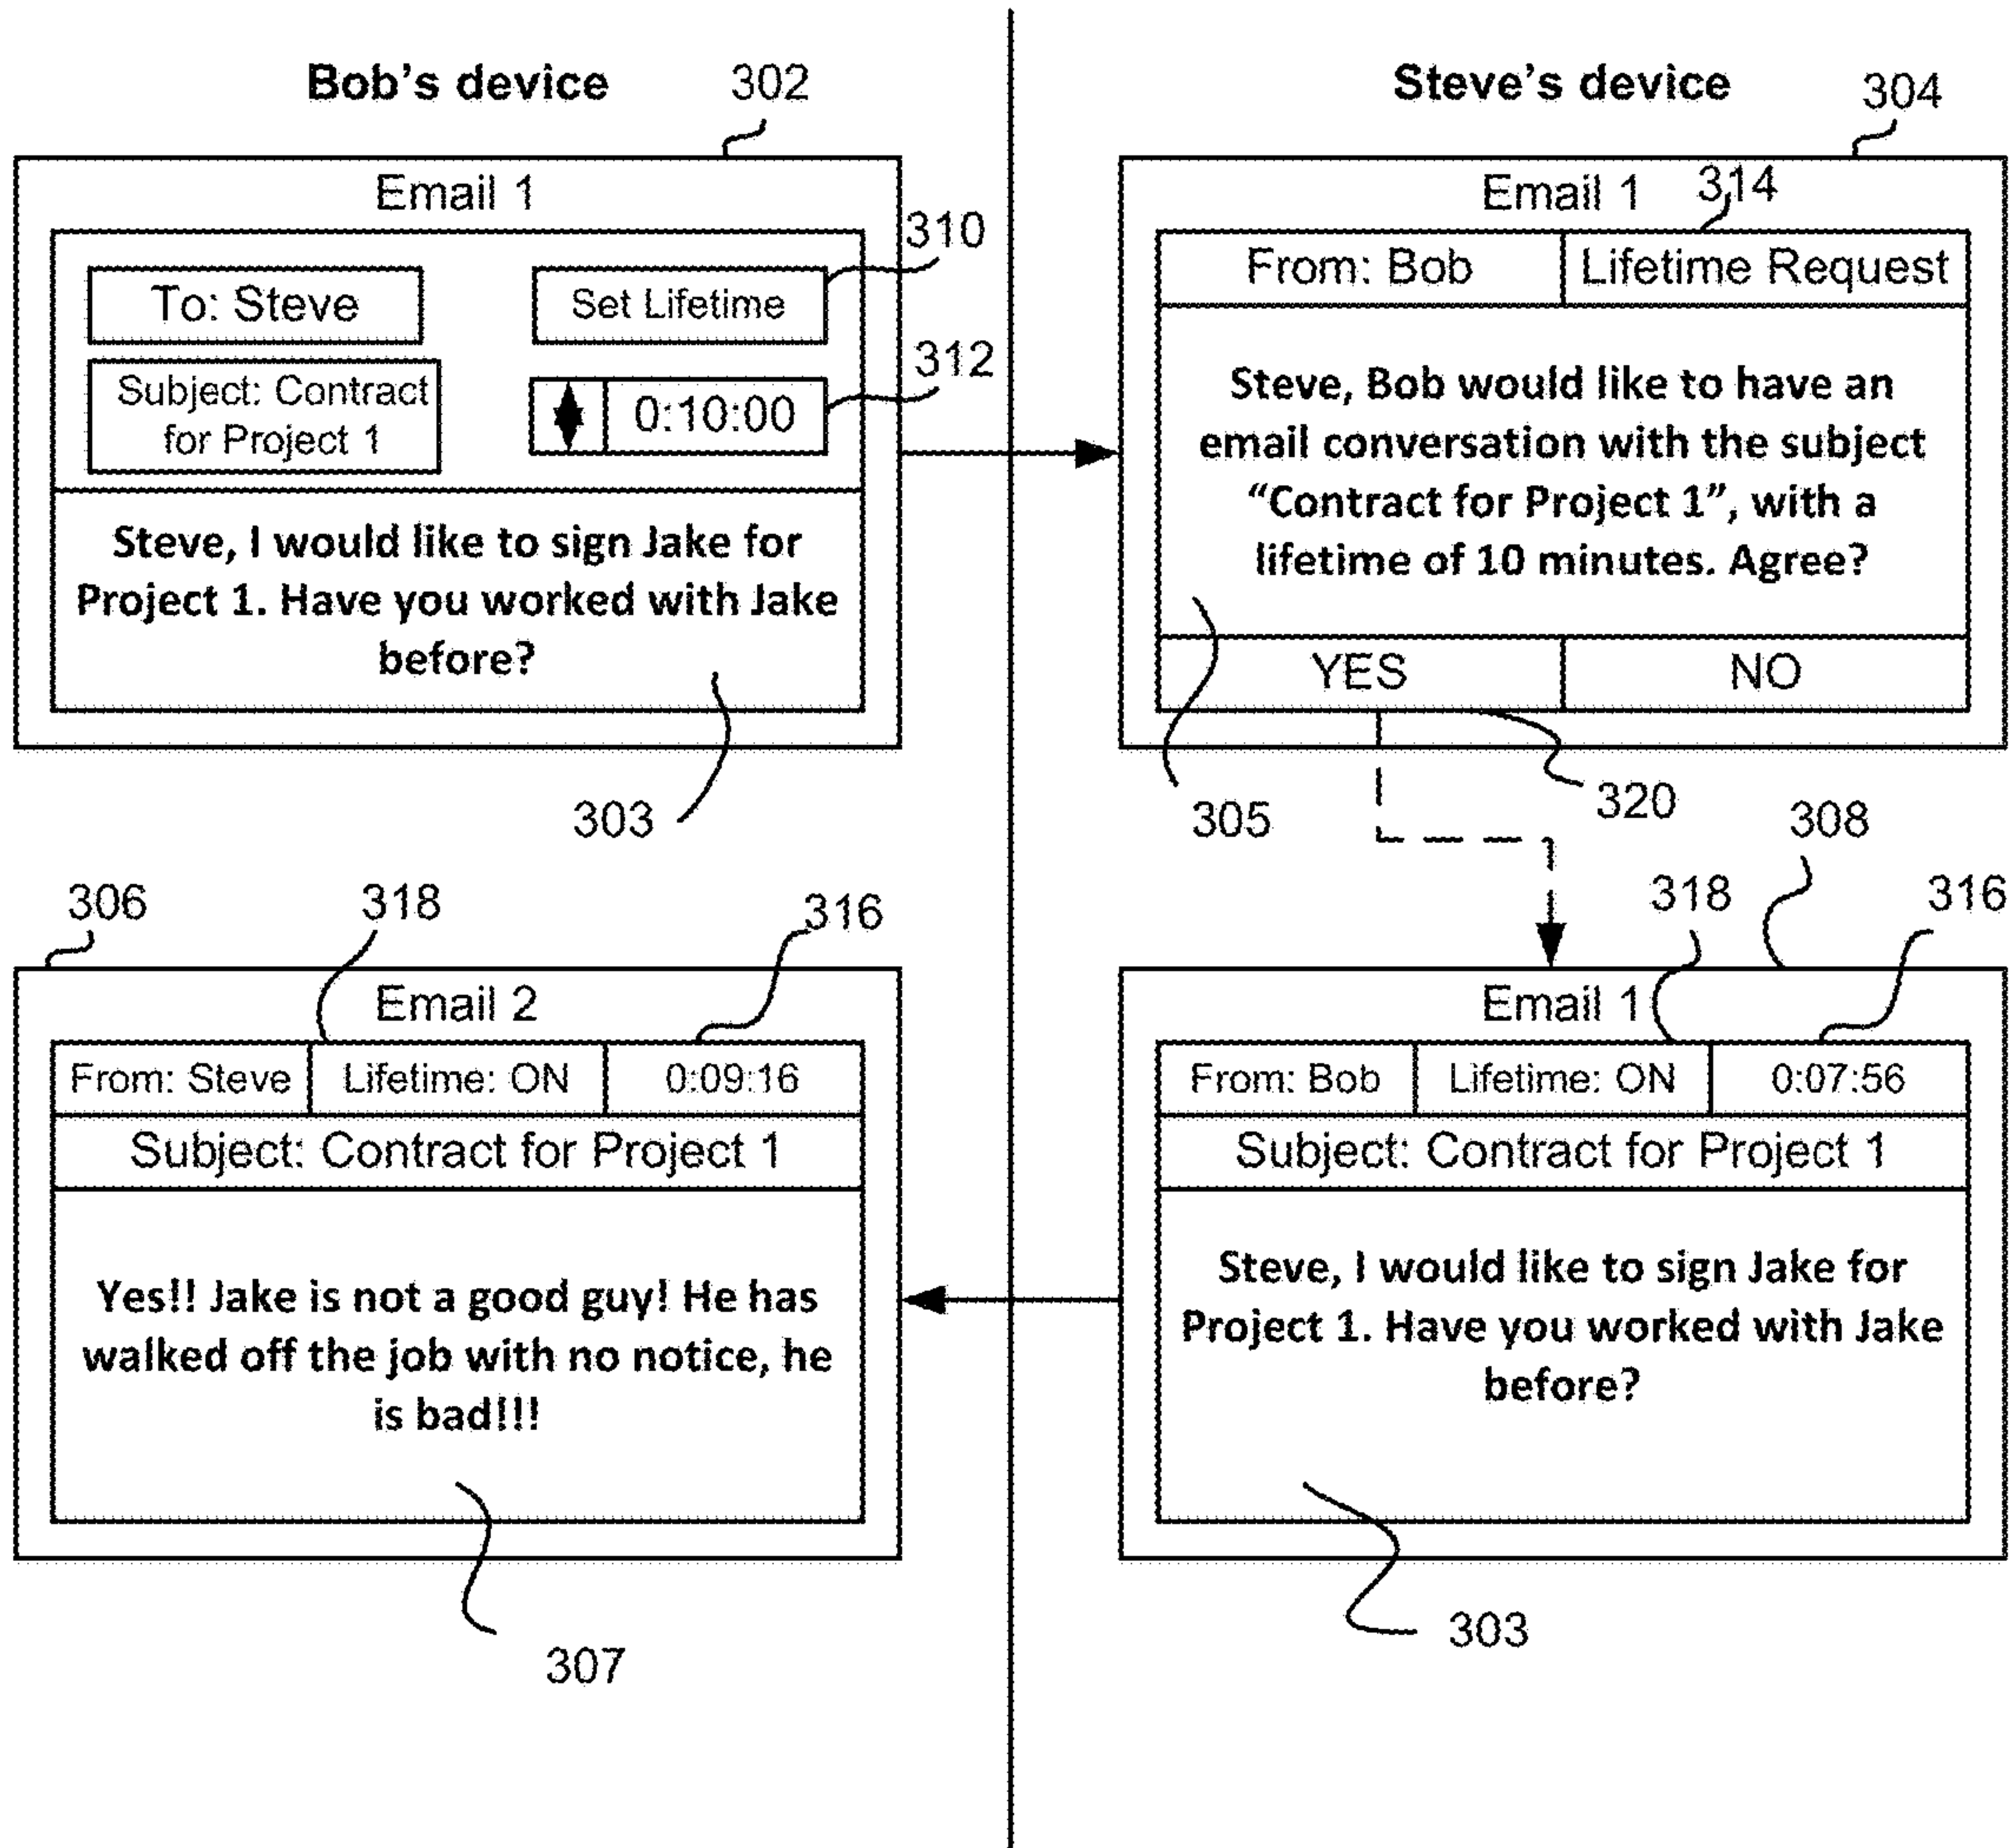 Bob's device
302
Email 1
310
To: Steve
Set Lifetime
Subject: Contract
for Project 1
312
0:10:00
Steve, I would like to sign Jake for
Project 1. Have you worked with Jake
before?
303
Steve's device
304
Email 1
314
From: Bob
Lifetime Request
Steve, Bob would like to have an
email conversation with the subject
“Contract for Project 1”, with a
lifetime of 10 minutes. Agree?
YES
NO
305
320
306
318
316
Email 2
From: Steve
Lifetime: ON
0:09:16
Subject: Contract for Project 1
Yes!! Jake is not a good guy! He has
walked off the job with no notice, he
is bad!!!
307
308
318
316
Email 1
From: Bob
Lifetime: ON
0:07:56
Subject: Contract for Project 1
Steve, I would like to sign Jake for
Project 1. Have you worked with Jake
before?
303